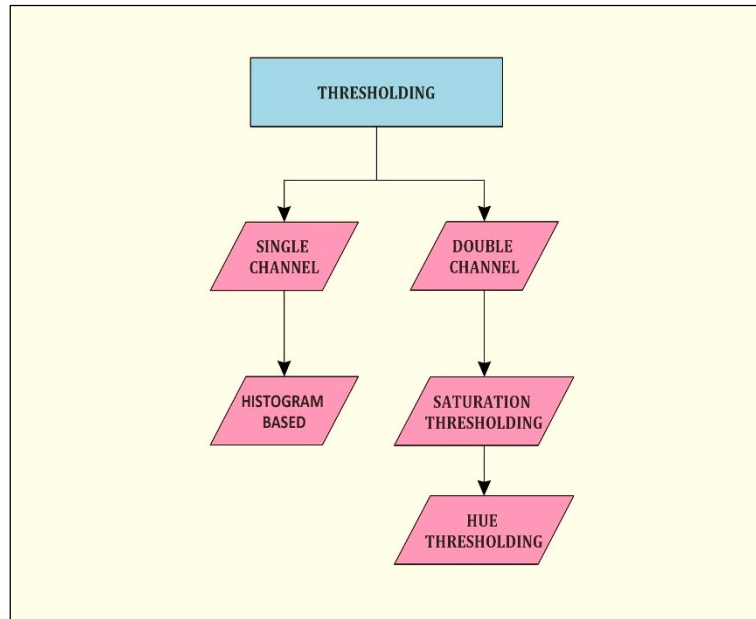 THRESHOLDING
SINGLE
CHANNEL
DOUBLE
CHANNEL
HISTOGRAM
BASED
SATURATION
THRESHOLDING
HUE
THRESHOLDING